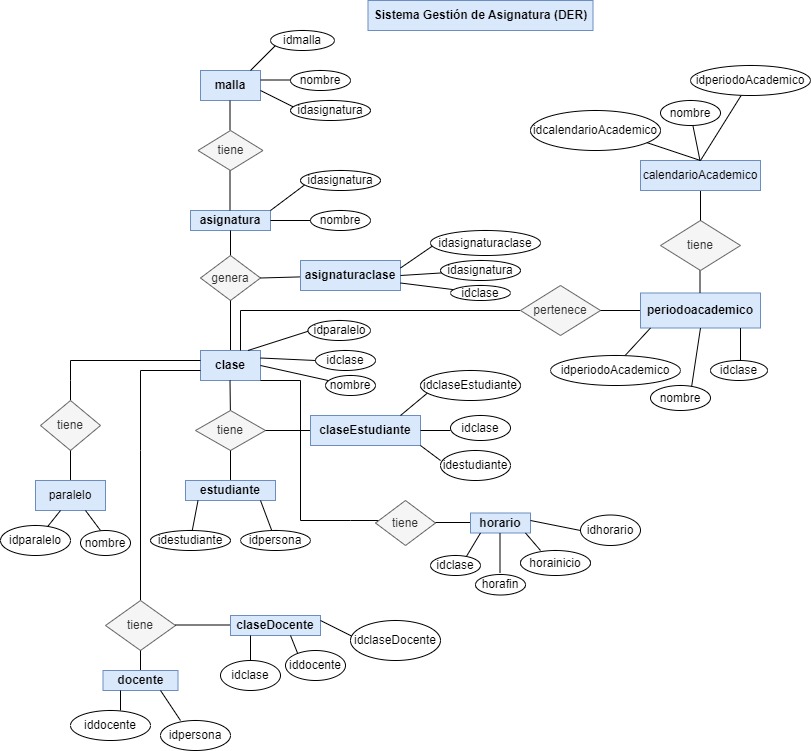 Sistema Gestión de Asignatura (DER)
idmalla
malla
nombre
idasignatura
tiene
idperiodoAcademico
nombre
idcalendarioAcademico
calendarioAcademico
tiene
idasignatura
asignatura
nombre
genera
asignaturaclase
idasignaturaclase
idasignatura
idclase
pertenece
periodoacademico
idperiodoAcademico
nombre
idclase
idparalelo
clase
idclase
nombre
tiene
paralelo
idparalelo
nombre
tiene
claseEstudiante
idclaseEstudiante
idclase
idestudiante
estudiante
idestudiante
idpersona
tiene
horario
idhorario
idclase
horafin
horainicio
tiene
claseDocente
idclaseDocente
idclase
iddocente
docente
iddocente
idpersona